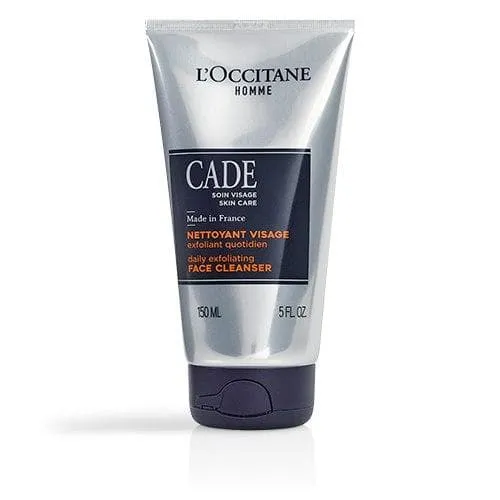 L'OCCITANE
HOMME
CADE
SOIN VISAGE
SKIN CARE
Made in France
NETTOYANT VISAGE
exfoliant quotidien
daily exfoliating
FACE CLEANSER
150 ML 5 FL. OZ.